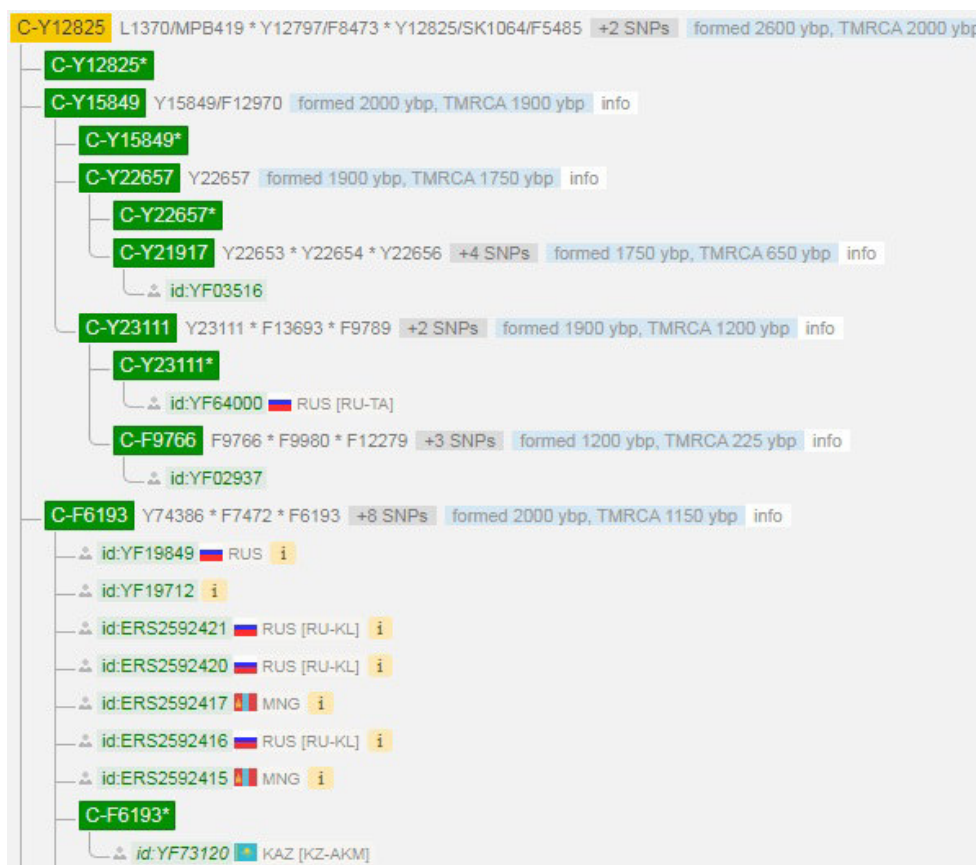 C-Y12825 L1370/MPB419 * Y12797/F8473 * Y12825/SK1064/F5485 +2 SNPs formed 2600 ybp, TMRCA 2000 ybp
C-Y12825*
C-Y15849 Y15849/F12970 formed 2000 ybp, TMRCA 1900 ybp info
C-Y15849*
C-Y22657 Y22657 formed 1900 ybp, TMRCA 1750 ybp info
C-Y22657*
C-Y21917 Y22653 * Y22654 * Y22656 +4 SNPs formed 1750 ybp, TMRCA 650 ybp info
id:YF03516
C-Y23111 Y23111 * F13693 * F9789 +2 SNPs formed 1900 ybp, TMRCA 1200 ybp info
C-Y23111*
id:YF64000 RUS [RU-TA]
C-F9766 F9766 * F9980 * F12279 +3 SNPs formed 1200 ybp, TMRCA 225 ybp info
id:YF02937
C-F6193 Y74386 * F7472 * F6193 +8 SNPs formed 2000 ybp, TMRCA 1150 ybp info
id:YF19849 RUS i
id:YF19712 i
id:ERS2592421 RUS [RU-KL] i
id:ERS2592420 RUS [RU-KL] i
id:ERS2592417 MNG i
id:ERS2592416 RUS [RU-KL] i
id:ERS2592415 MNG i
C-F6193*
id:YF73120 KAZ [KZ-AKM]